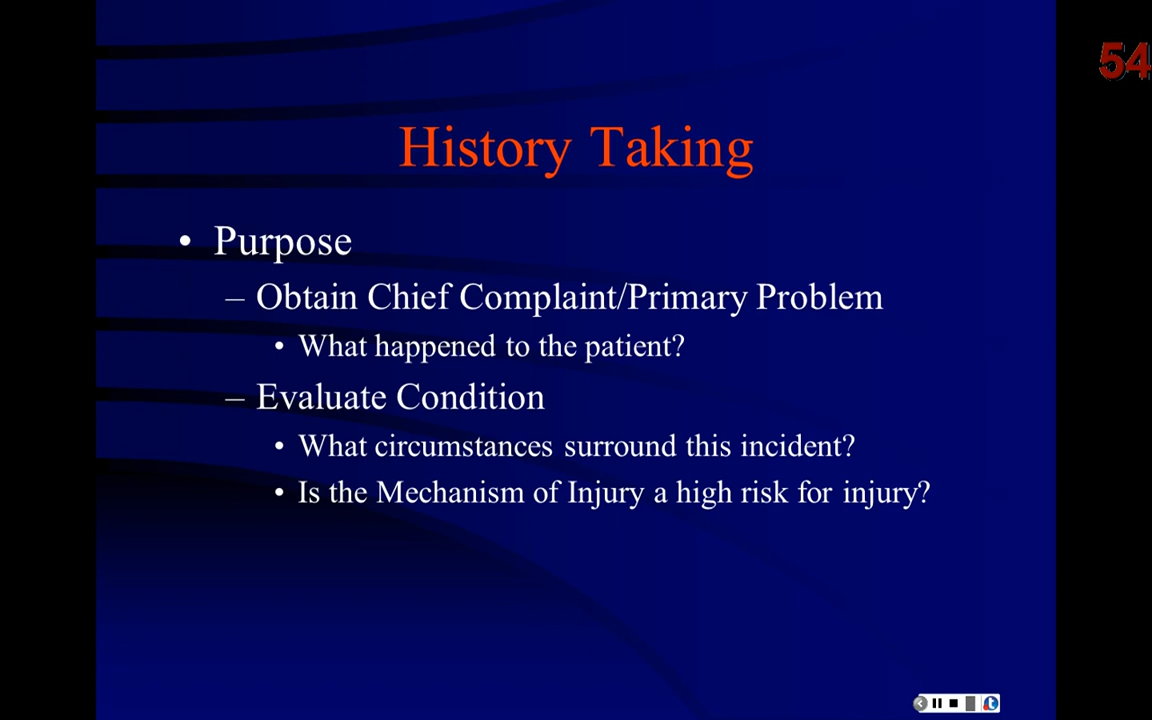 54
History Taking
• Purpose
– Obtain Chief Complaint/Primary Problem
• What happened to the patient?
– Evaluate Condition
• What circumstances surround this incident?
• Is the Mechanism of Injury a high risk for injury?